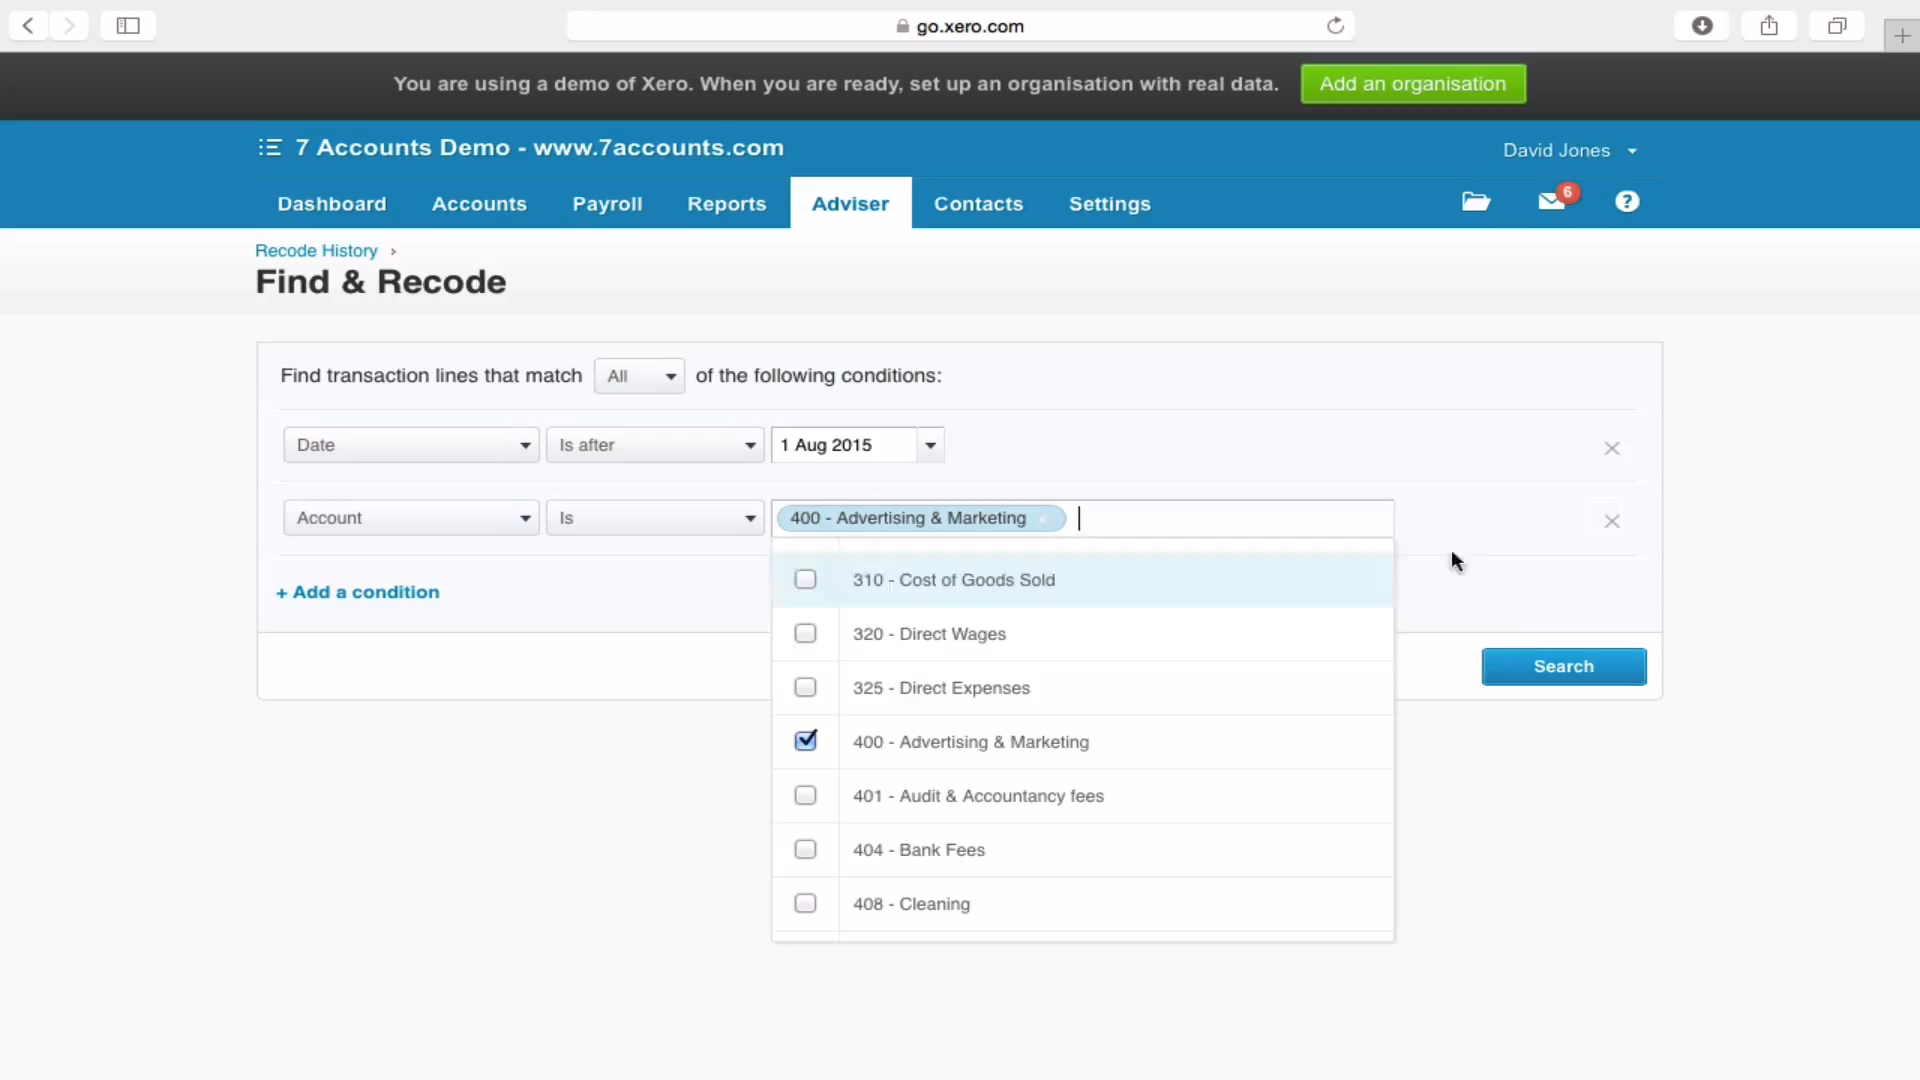 go.xero.com
You are using a demo of Xero. When you are ready, set up an organisation with real data.
Add an organisation
7 Accounts Demo - www.7accounts.com
David Jones
Dashboard Accounts Payroll Reports Adviser Contacts Settings 6 ?
Recode History ›
Find & Recode
Find transaction lines that match All of the following conditions:
Date Is after 1 Aug 2015
Account Is 400 - Advertising & Marketing
+ Add a condition
310 - Cost of Goods Sold
320 - Direct Wages
Search
325 - Direct Expenses
400 - Advertising & Marketing
401 - Audit & Accountancy fees
404 - Bank Fees
408 - Cleaning